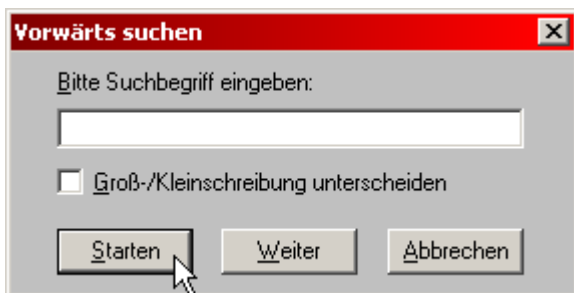 Vorwärts suchen
Bitte Suchbegriff eingeben:
Groß-/Kleinschreibung unterscheiden
Starten Weiter Abbrechen